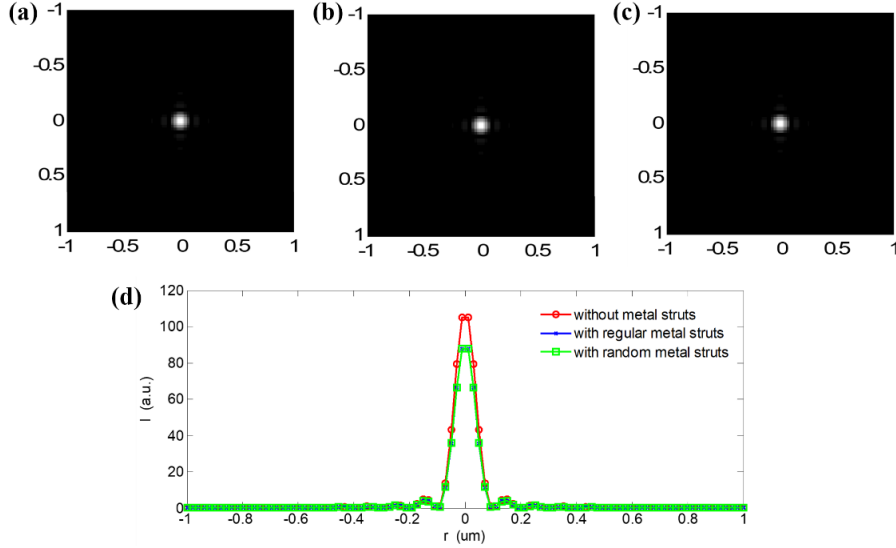 (a)
-1
-0.5
0
0.5
1
-1 -0.5 0 0.5 1
(b)
-1
-0.5
0
0.5
1
-1 -0.5 0 0.5 1
(c)
-1
-0.5
0
0.5
1
-1 -0.5 0 0.5 1
(d)
120
100
80
60
40
20
0
I (a.u.)
without metal struts
with regular metal struts
with random metal struts
-1 -0.8 -0.6 -0.4 -0.2 0 0.2 0.4 0.6 0.8 1
r (um)